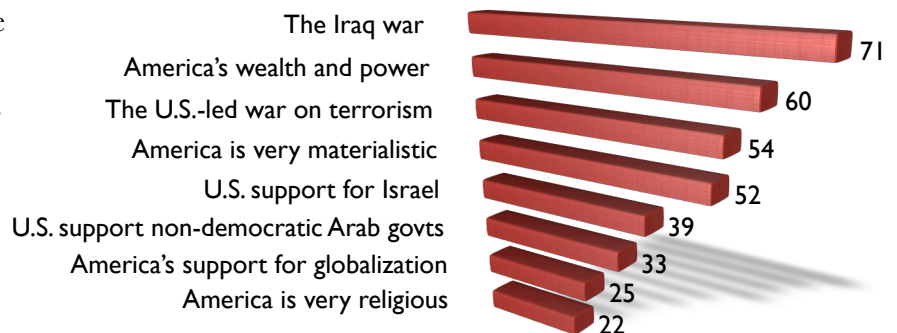 The Iraq war 71
America's wealth and power 60
The U.S.-led war on terrorism 54
America is very materialistic 52
U.S. support for Israel 39
U.S. support non-democratic Arab govts 33
America's support for globalization 25
America is very religious 22